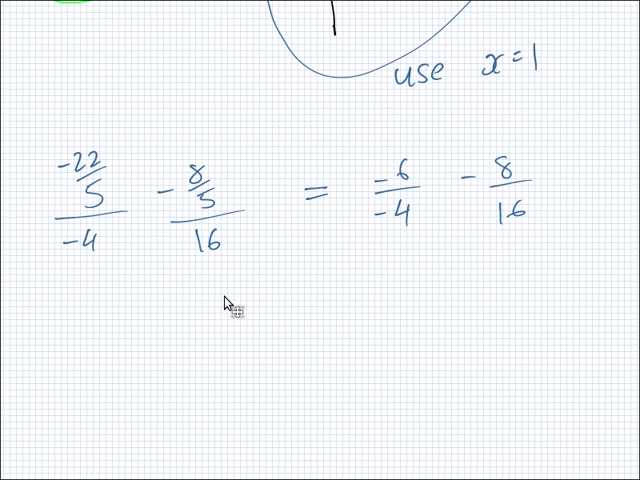 use x=1
(-22/5)/-4 - (8/5)/16 = -6/-4 - 8/16